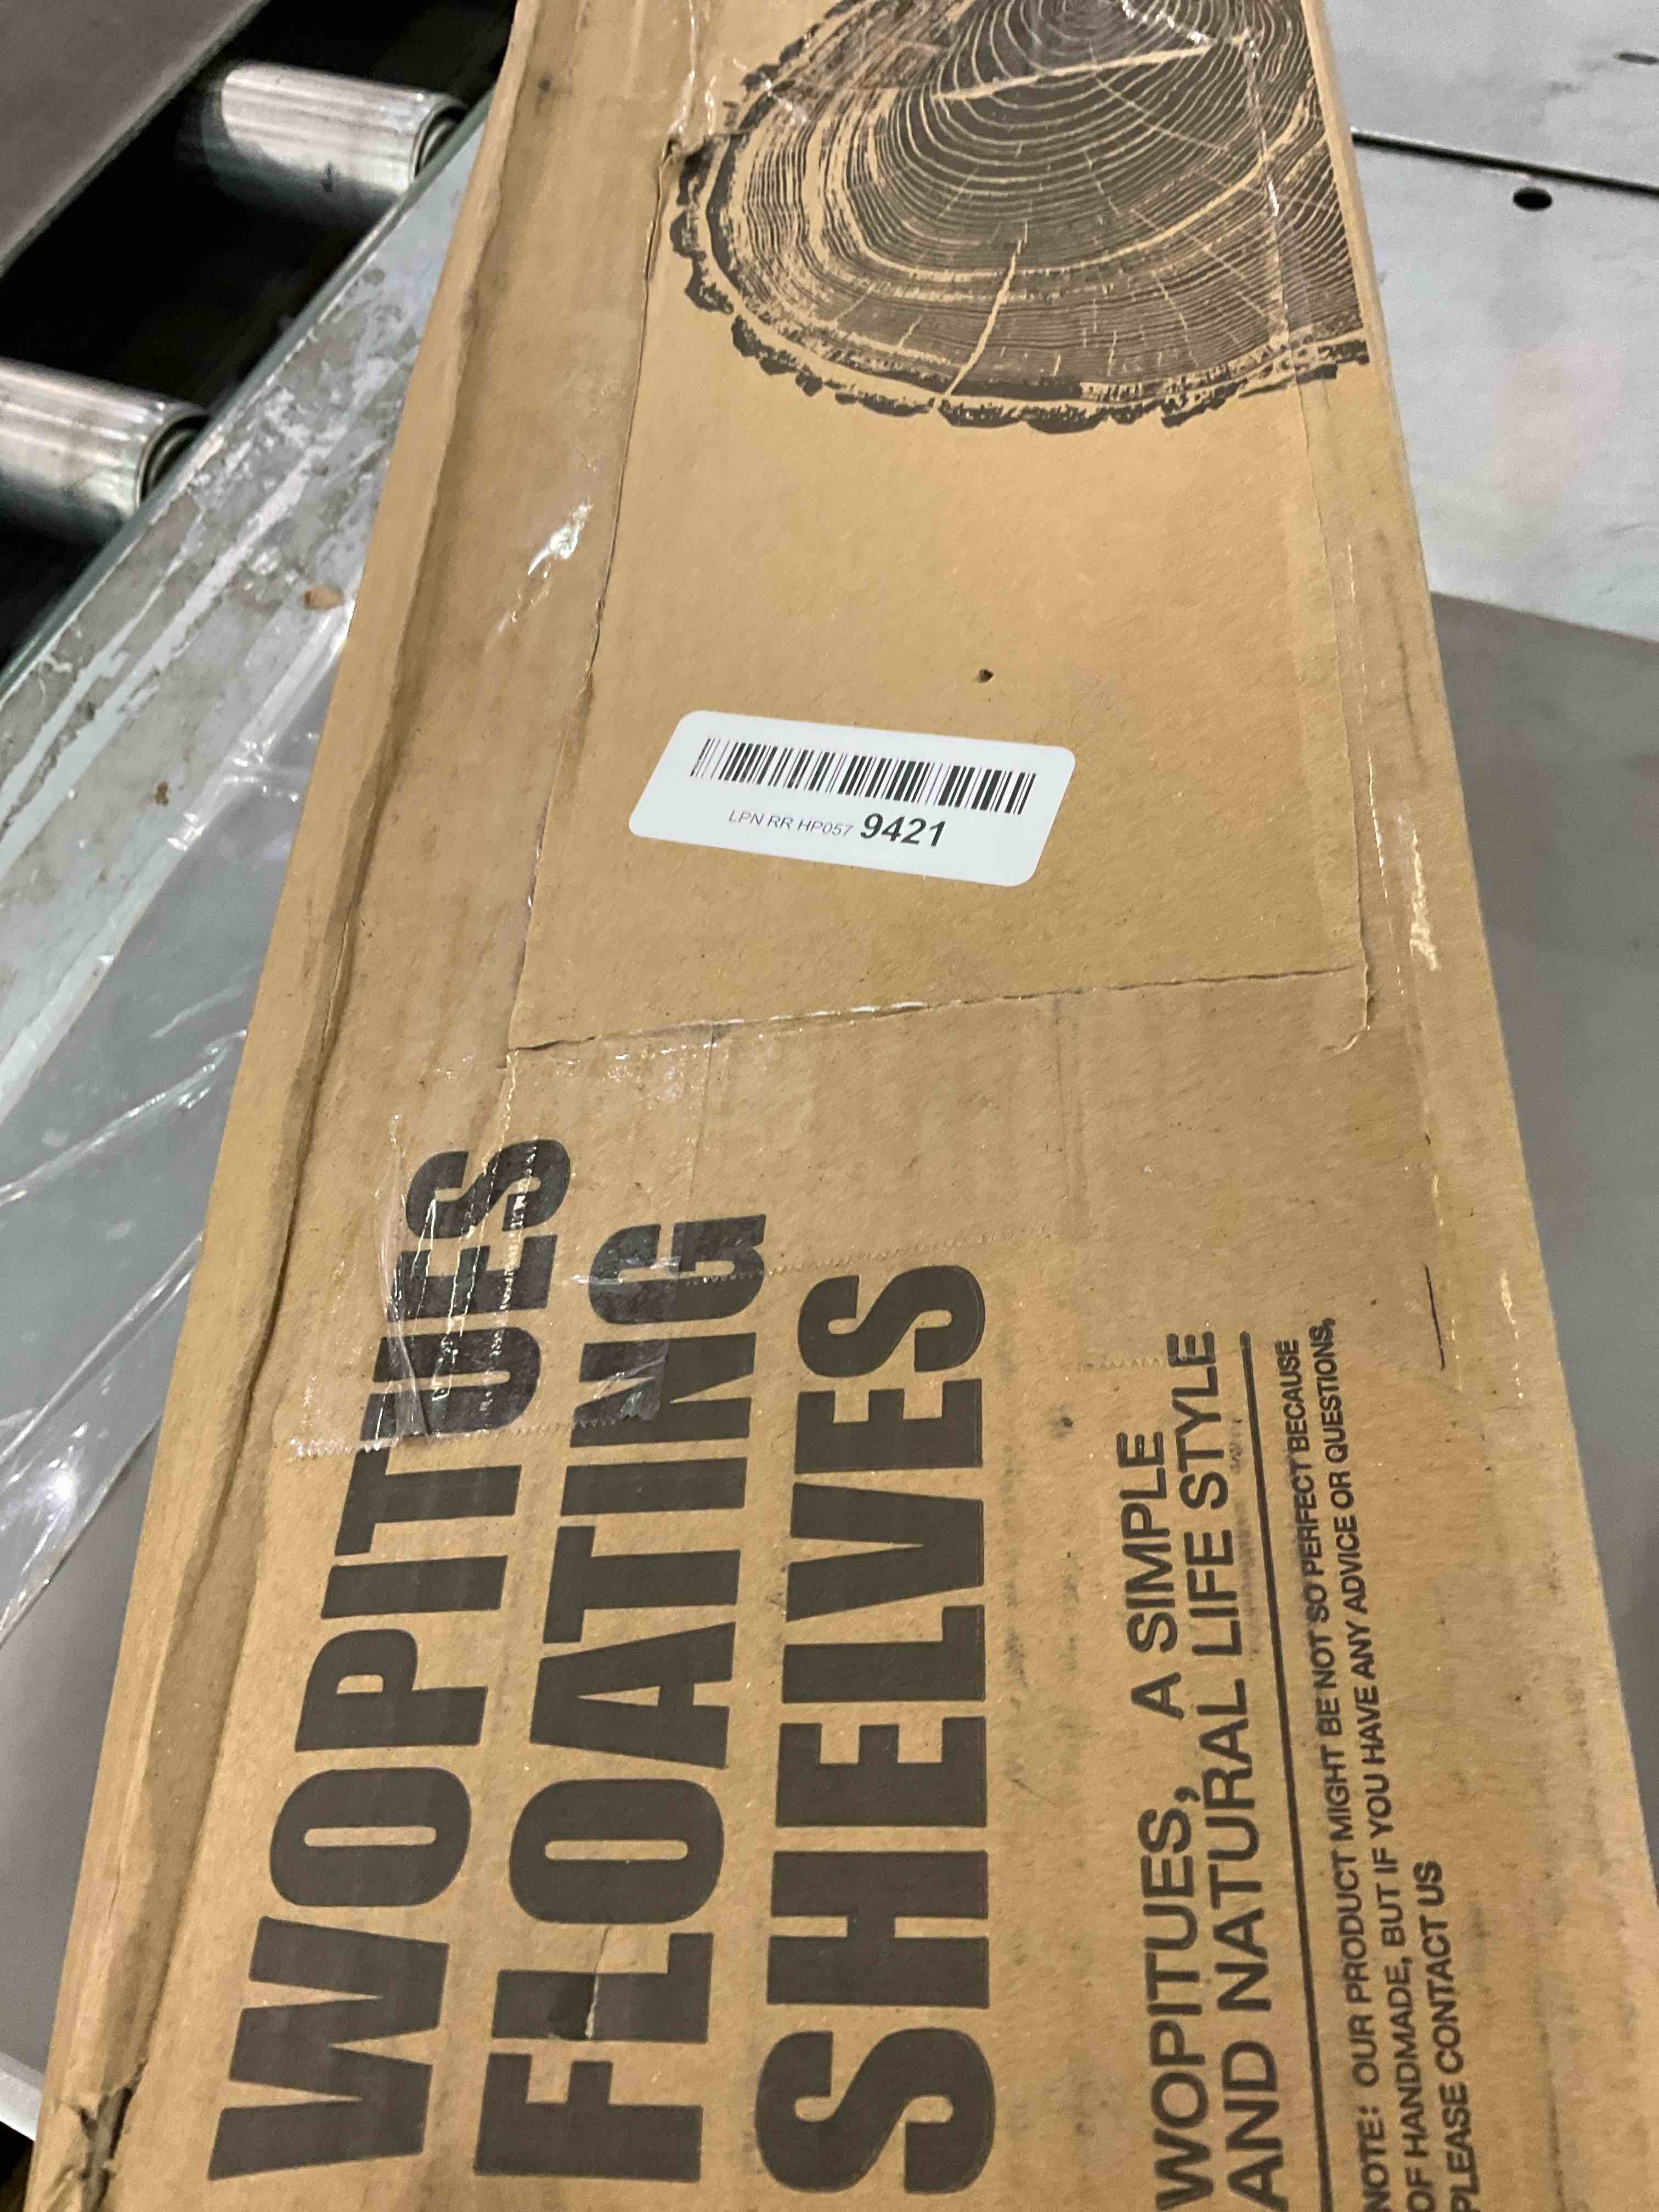 LPN RR HP057 9421
WOPITUES
FLOATING
SHELVES
WOPITUES, A SIMPLE
AND NATURAL LIFE STYLE
NOTE: OUR PRODUCT MIGHT BE NOT SO PERFECT BECAUSE
OF HANDMADE, BUT IF YOU HAVE ANY ADVICE OR QUESTIONS,
PLEASE CONTACT US